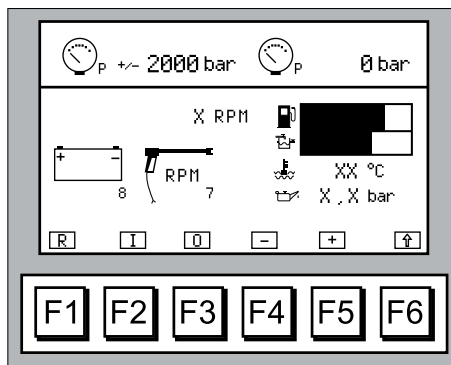 P +/- 2000 bar P 0 bar
X RPM
+ - RPM XX °C
8 7 X,X bar
R I O - + ⇧
F1 F2 F3 F4 F5 F6